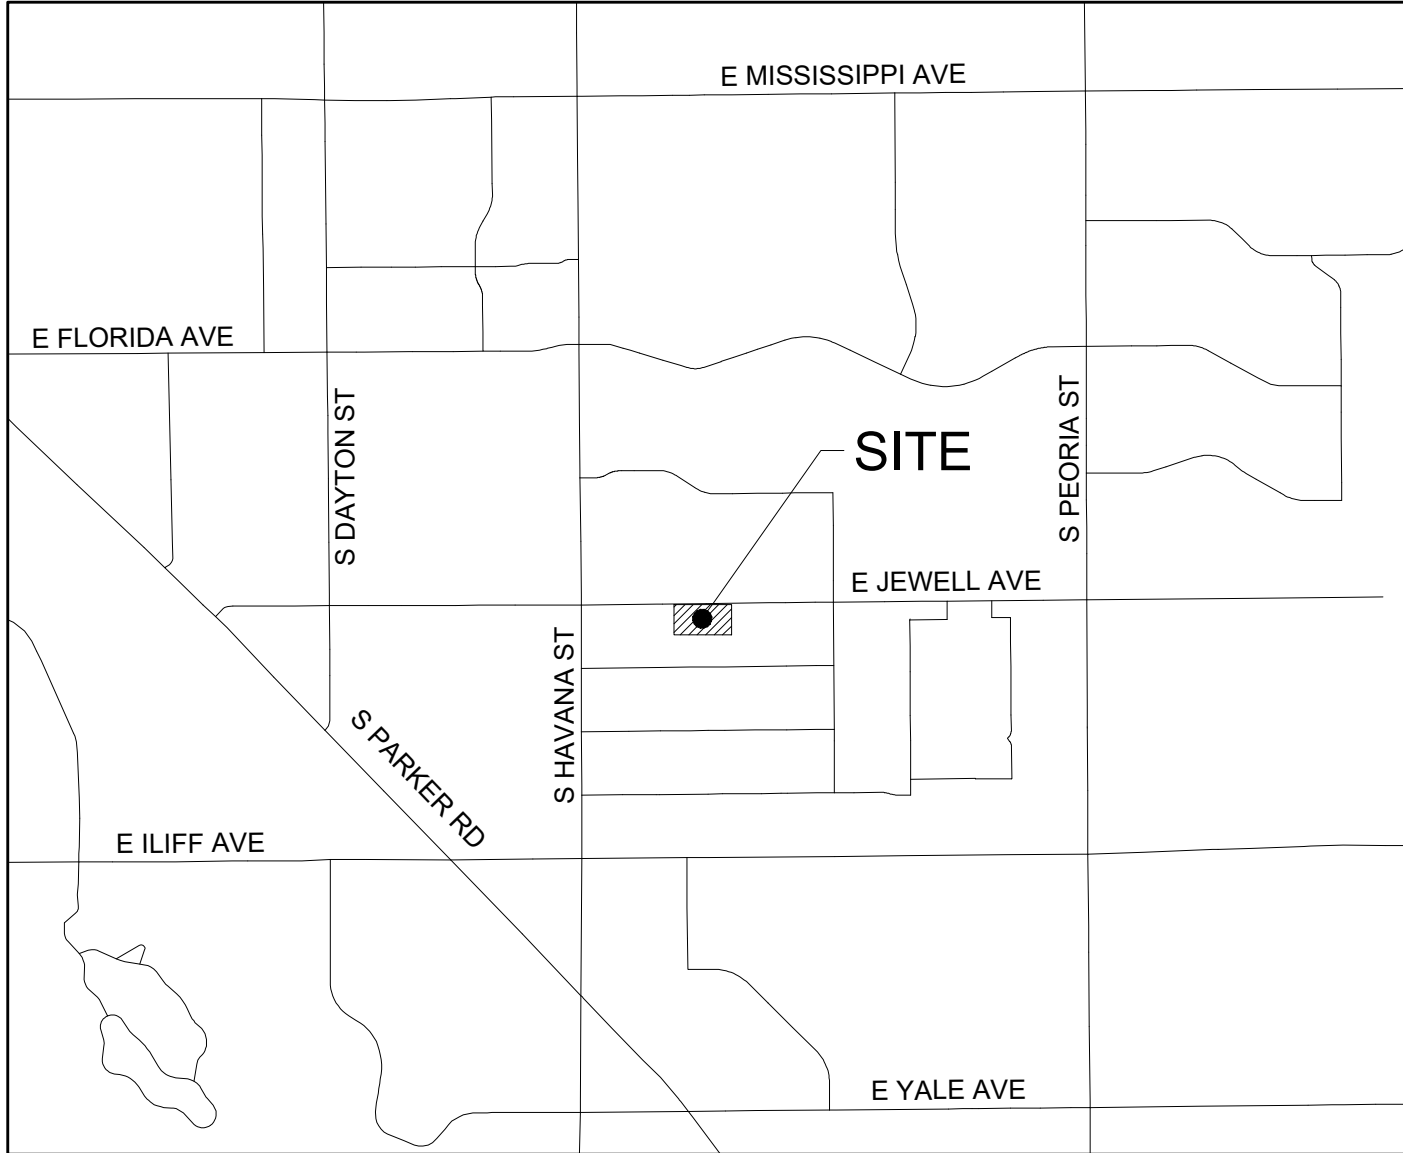 E MISSISSIPPI AVE
E FLORIDA AVE
S DAYTON ST
SITE
S PEORIA ST
E JEWELL AVE
S HAVANA ST
S PARKER RD
E ILIFF AVE
E YALE AVE